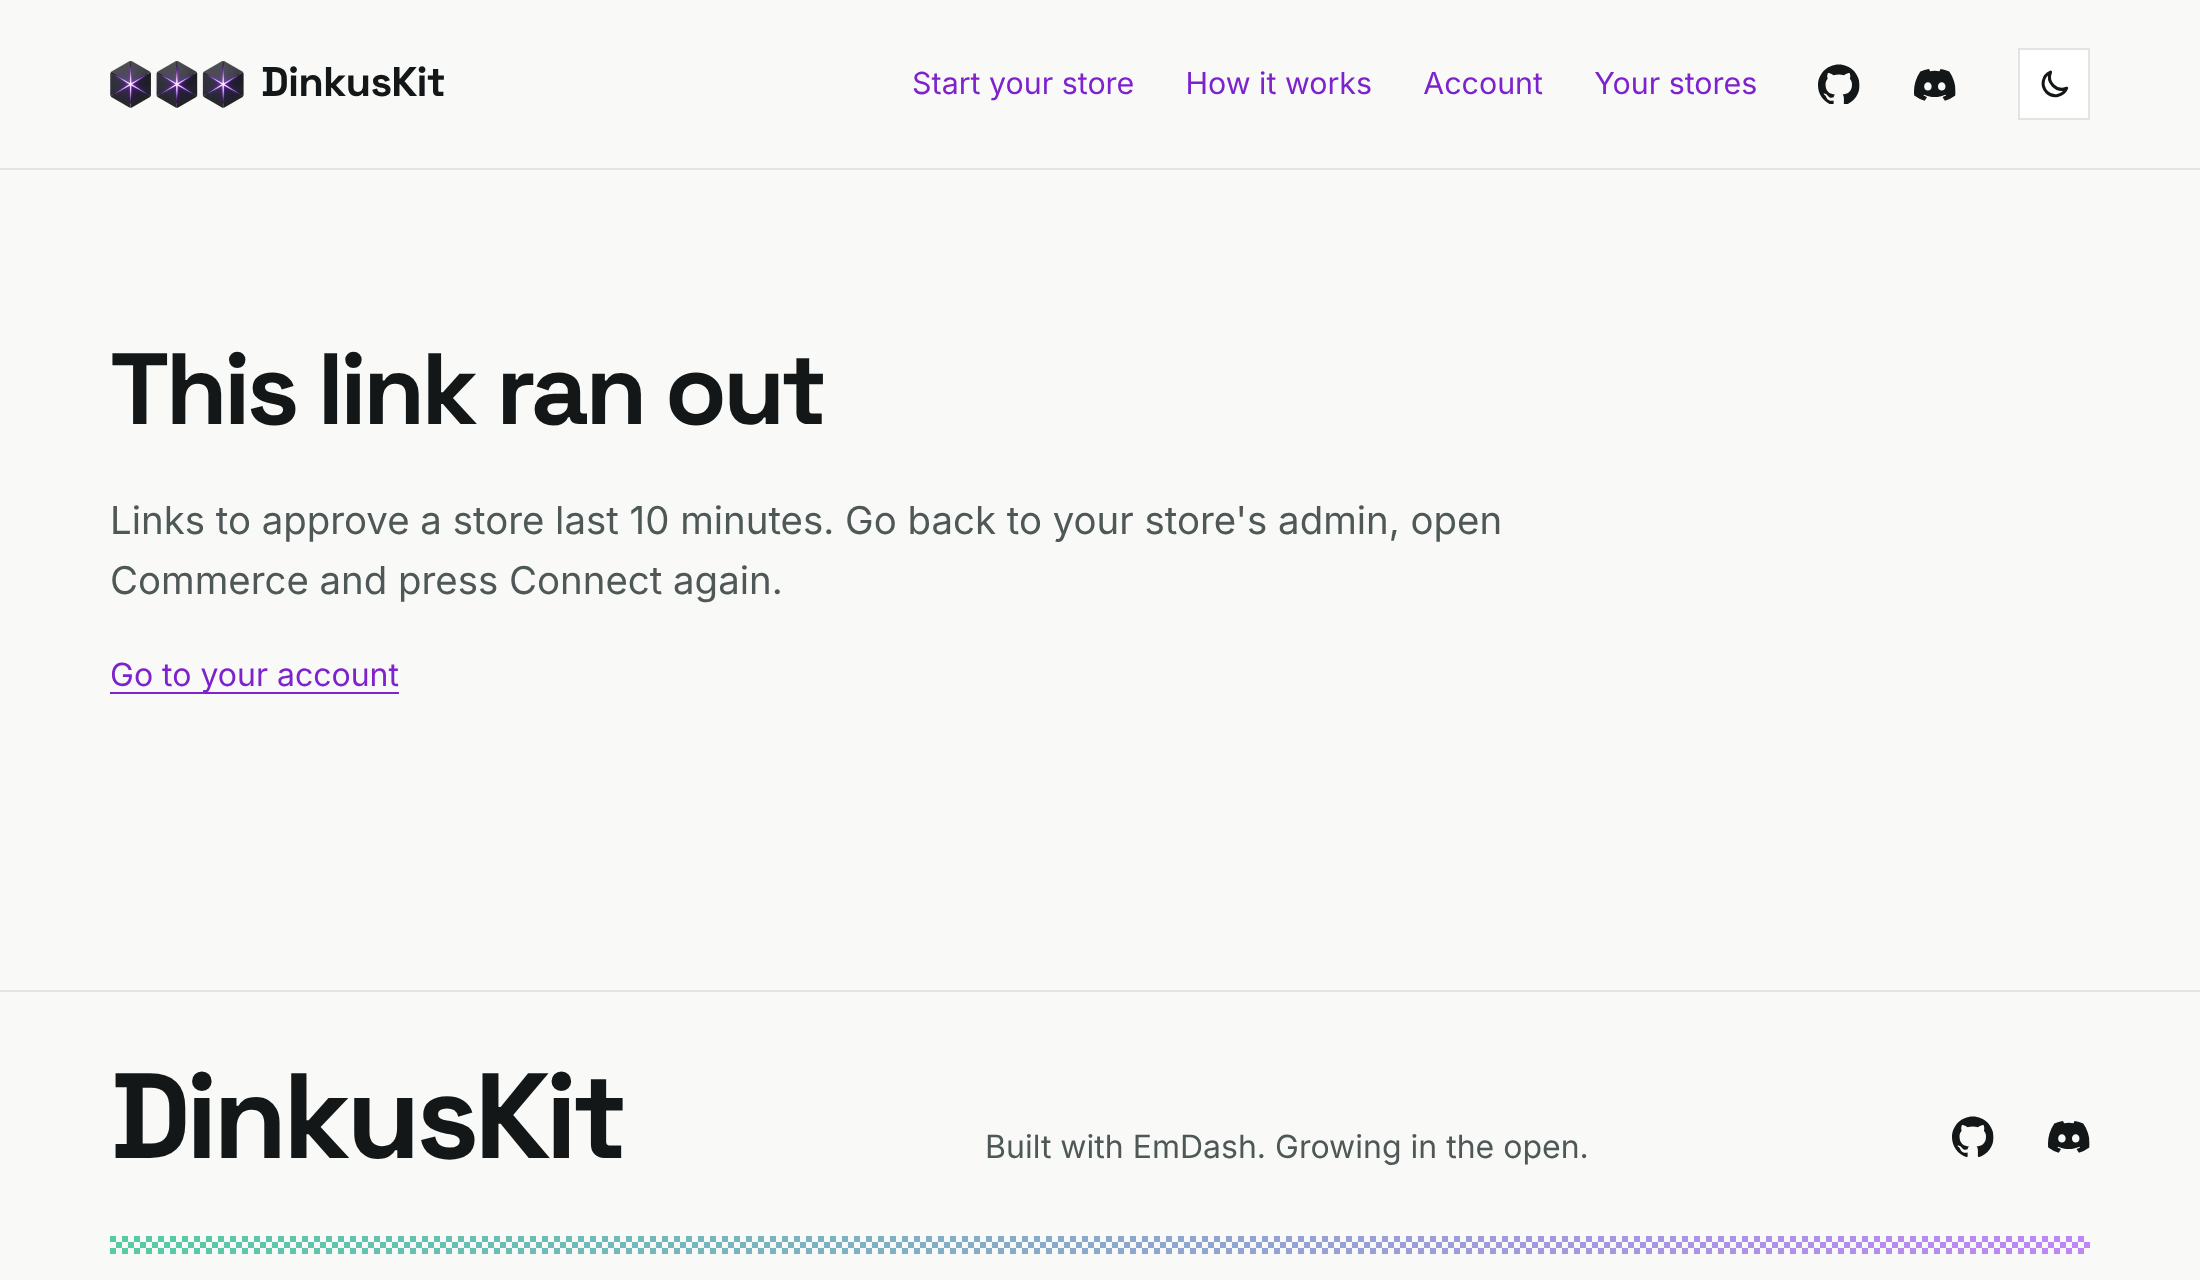 DinkusKit
Start your store
How it works
Account
Your stores
This link ran out
Links to approve a store last 10 minutes. Go back to your store's admin, open
Commerce and press Connect again.
Go to your account
DinkusKit
Built with EmDash. Growing in the open.